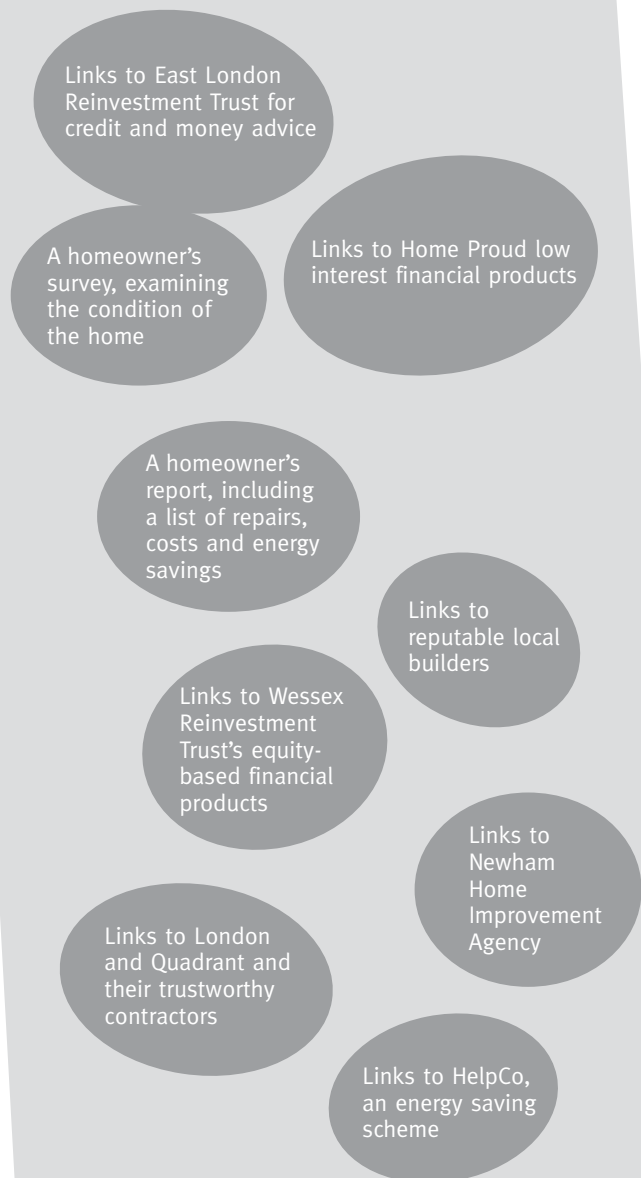 Links to East London
Reinvestment Trust for
credit and money advice
Links to Home Proud low
interest financial products
A homeowner's
survey, examining
the condition of
the home
A homeowner's
report, including
a list of repairs,
costs and energy
savings
Links to
reputable local
builders
Links to Wessex
Reinvestment
Trust's equity-
based financial
products
Links to
Newham
Home
Improvement
Agency
Links to London
and Quadrant and
their trustworthy
contractors
Links to HelpCo,
an energy saving
scheme